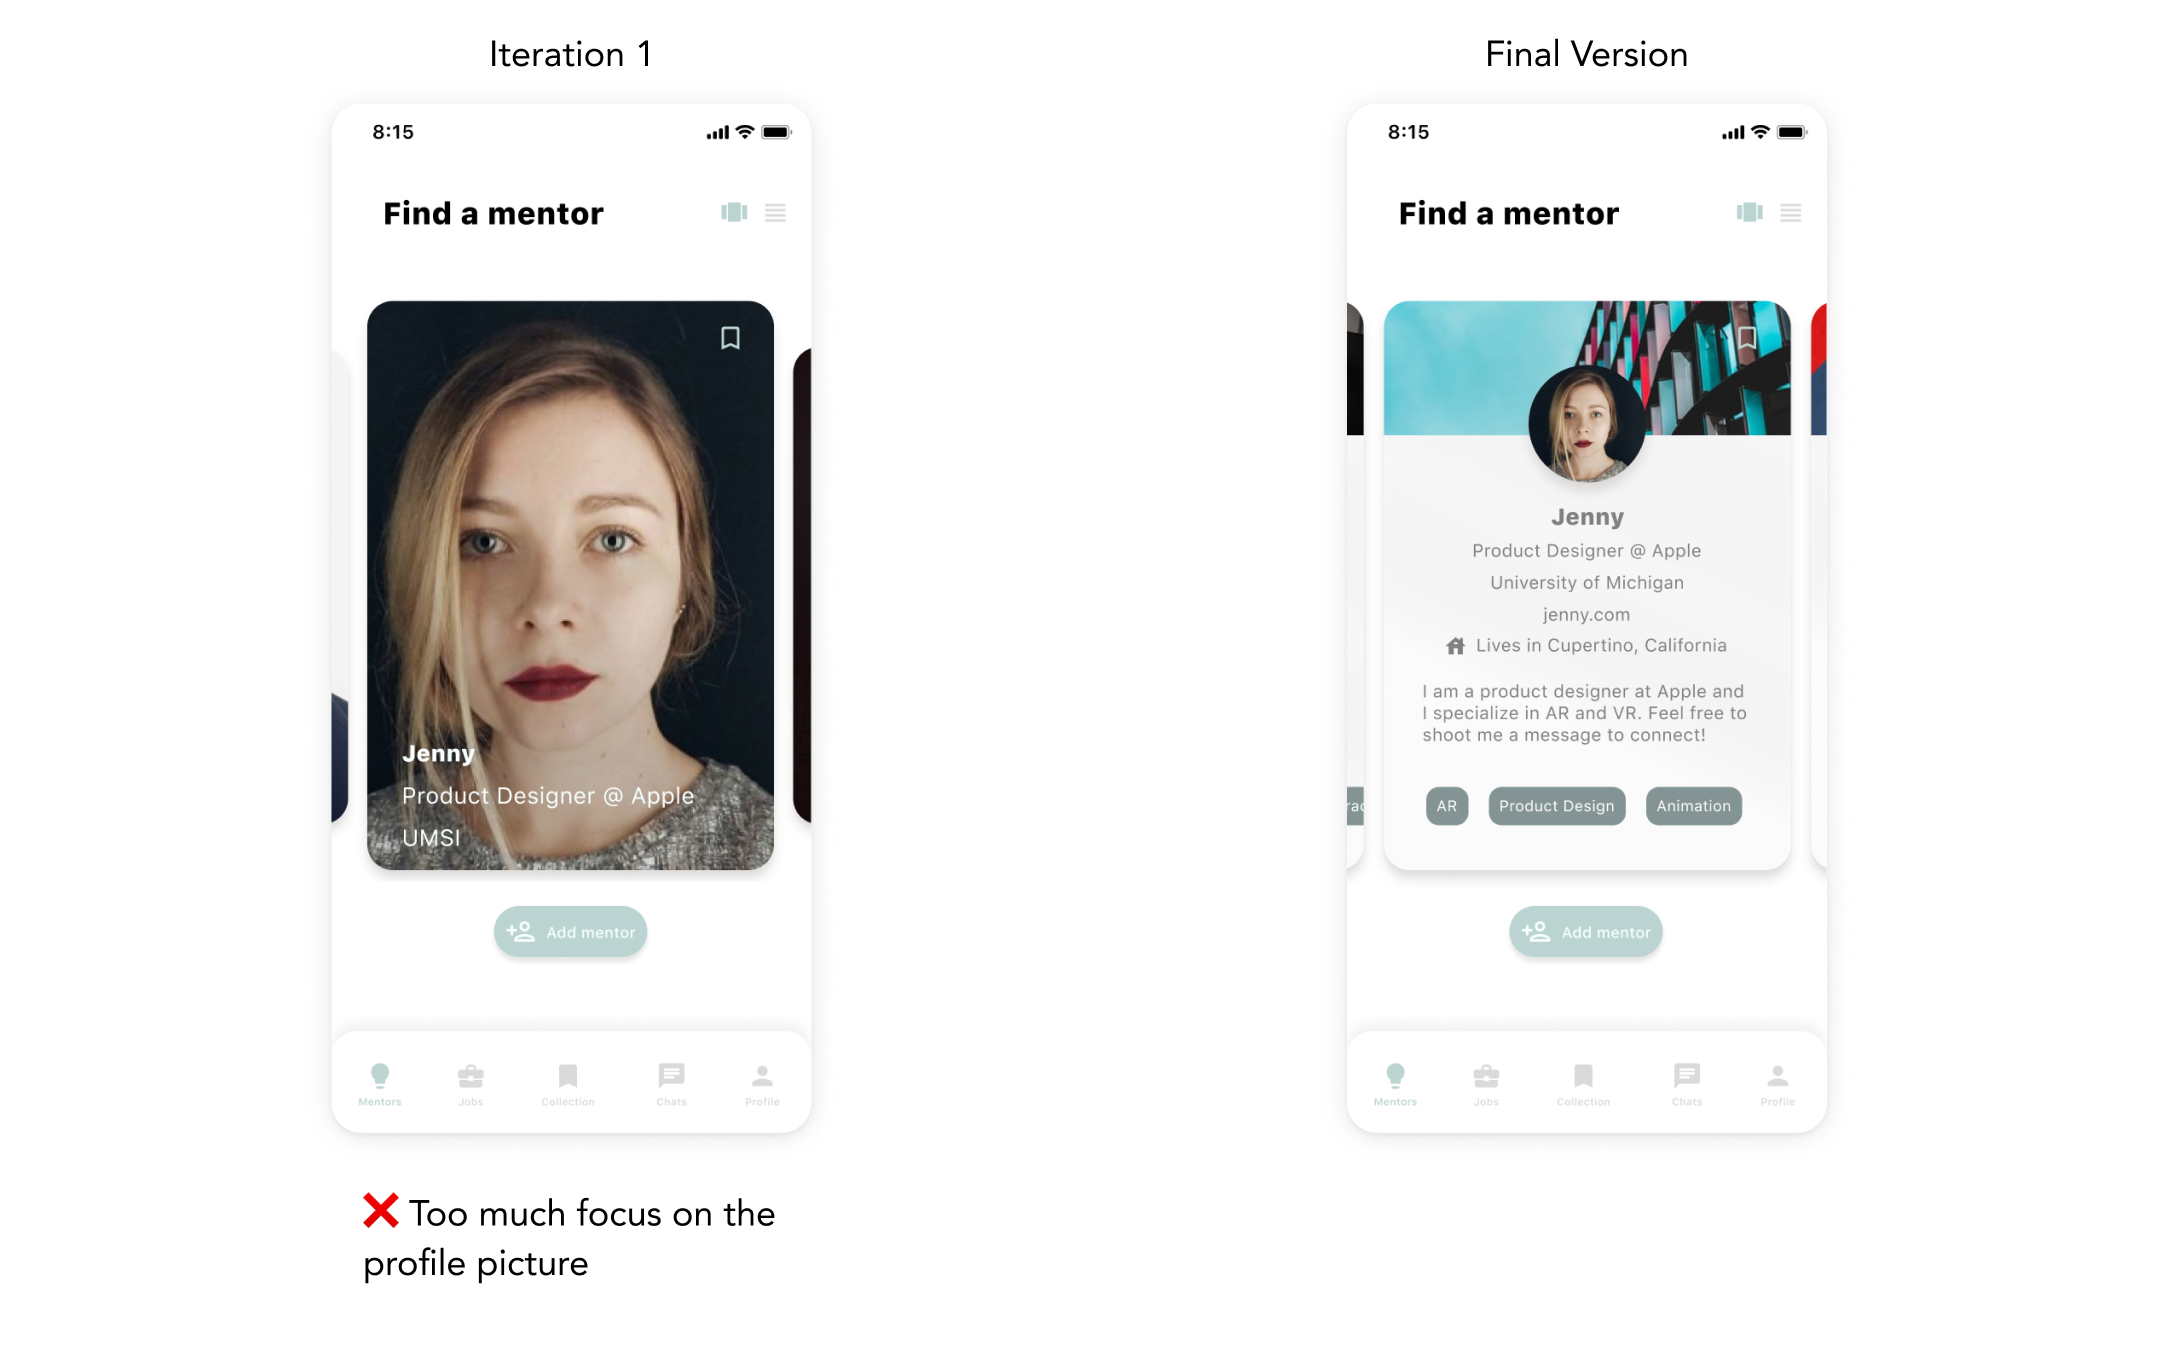 Iteration 1
8:15
Find a mentor
Jenny
Product Designer @ Apple
UMSI
Add mentor
Mentors
Jobs
Collection
Chats
Profile
❌ Too much focus on the
profile picture
Final Version
8:15
Find a mentor
Jenny
Product Designer @ Apple
University of Michigan
jenny.com
Lives in Cupertino, California
I am a product designer at Apple and
I specialize in AR and VR. Feel free to
shoot me a message to connect!
AR
Product Design
Animation
Add mentor
Mentors
Jobs
Collection
Chats
Profile